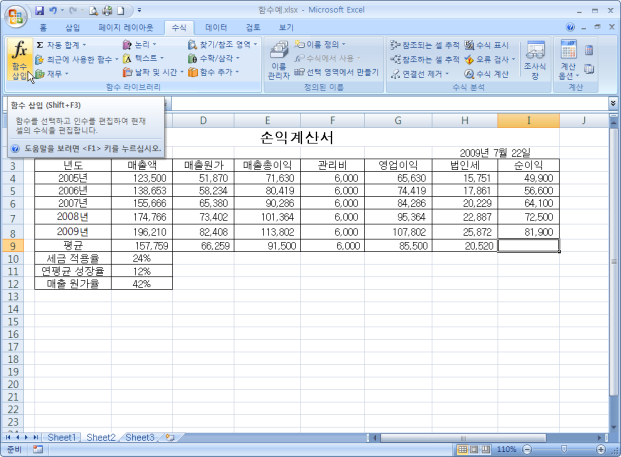 함수예.xlsx - Microsoft Excel
홈 삽입 페이지 레이아웃 수식 데이터 검토 보기
fx 함수 삽입
Σ 자동 합계
최근에 사용한 함수
재무
논리
텍스트
날짜 및 시간
찾기/참조 영역
수학/삼각
함수 추가
함수 라이브러리
이름 관리자
이름 정의
수식에서 사용
선택 영역에서 만들기
정의된 이름
참조되는 셀 추적
참조하는 셀 추적
연결선 제거
수식 표시
오류 검사
수식 계산
수식 분석
조사식 창
계산 옵션
계산
함수 삽입 (Shift+F3)
함수를 선택하고 인수를 편집하여 현재
셀의 수식을 편집합니다.
도움말을 보려면 <F1> 키를 누르십시오.
D E F G H I J
손익계산서
2009년 7월 22일
3 년도 매출액 매출원가 매출총이익 관리비 영업이익 법인세 순이익
4 2005년 123,500 51,870 71,630 6,000 65,630 15,751 49,900
5 2006년 138,653 58,234 80,419 6,000 74,419 17,861 56,600
6 2007년 155,666 65,380 90,286 6,000 84,286 20,229 64,100
7 2008년 174,766 73,402 101,364 6,000 95,364 22,887 72,500
8 2009년 196,210 82,408 113,802 6,000 107,802 25,872 81,900
9 평균 157,759 66,259 91,500 6,000 85,500 20,520
10 세금 적용율 24%
11 연평균 성장율 12%
12 매출 원가율 42%
13
14
15
16
17
18
19
20
21
22
23
Sheet1 Sheet2 Sheet3
준비 110%